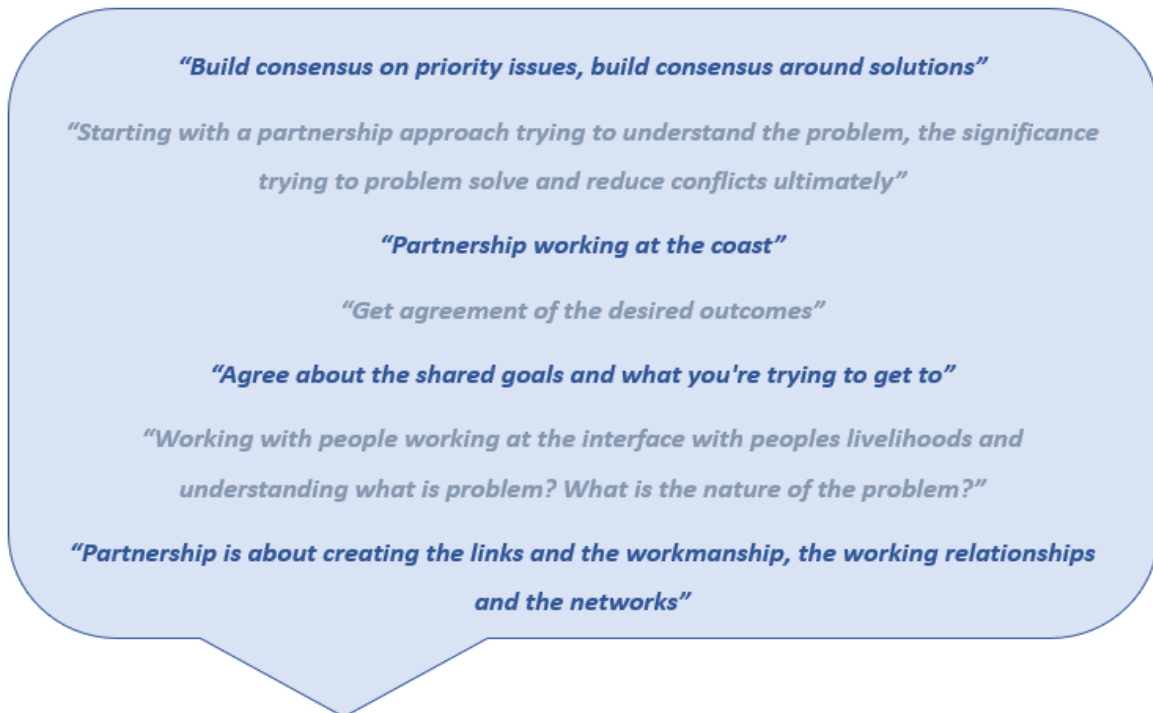 “Build consensus on priority issues, build consensus around solutions”
“Starting with a partnership approach trying to understand the problem, the significance
trying to problem solve and reduce conflicts ultimately”
“Partnership working at the coast”
“Get agreement of the desired outcomes”
“Agree about the shared goals and what you're trying to get to”
“Working with people working at the interface with peoples livelihoods and
understanding what is problem? What is the nature of the problem?”
“Partnership is about creating the links and the workmanship, the working relationships
and the networks”